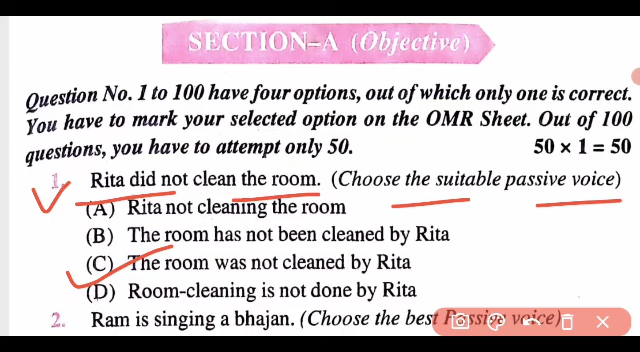 SECTION–A (Objective)
Question No. 1 to 100 have four options, out of which only one is correct.
You have to mark your selected option on the OMR Sheet. Out of 100
questions, you have to attempt only 50. 50 × 1 = 50
1. Rita did not clean the room. (Choose the suitable passive voice)
(A) Rita not cleaning the room
(B) The room has not been cleaned by Rita
(C) The room was not cleaned by Rita
(D) Room-cleaning is not done by Rita
2. Ram is singing a bhajan. (Choose the best Passive voice)